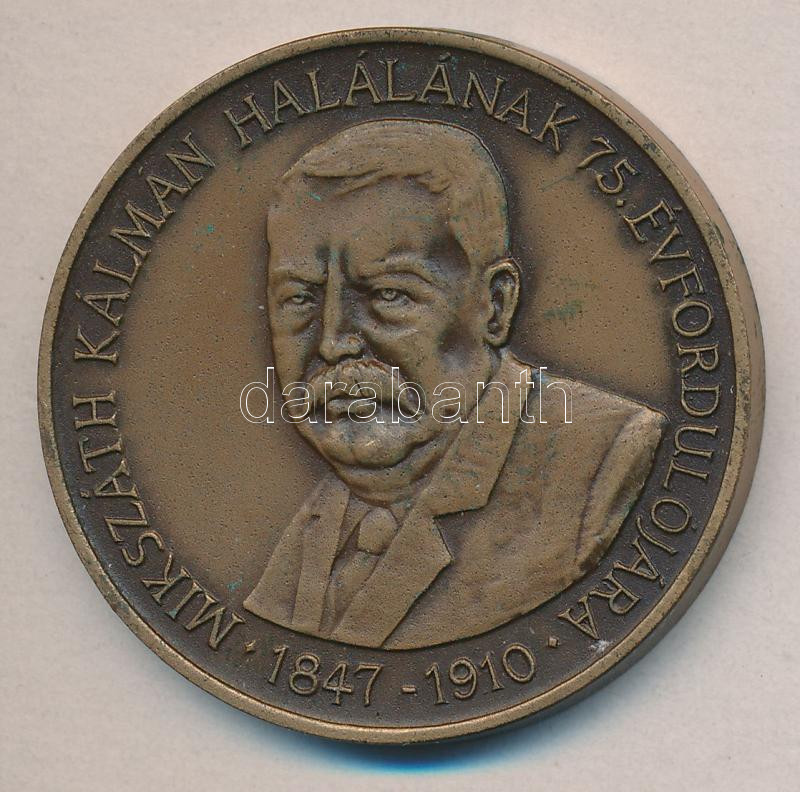 MIKSZÁTH KÁLMÁN HALÁLÁNAK 75. ÉVFORDULÓJÁRA
· 1847 - 1910 ·
darabanth